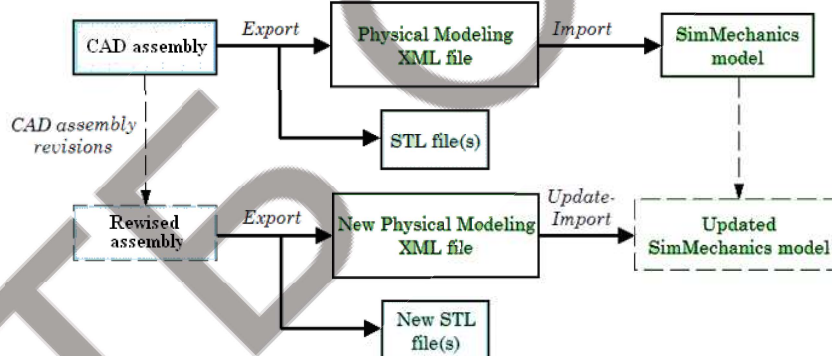 CAD assembly
Export
Physical Modeling
XML file
Import
SimMechanics
model
STL file(s)
CAD assembly
revisions
Rewised
assembly
Export
New Physical Modeling
XML file
Update-
Import
Updated
SimMechanics model
New STL
file(s)